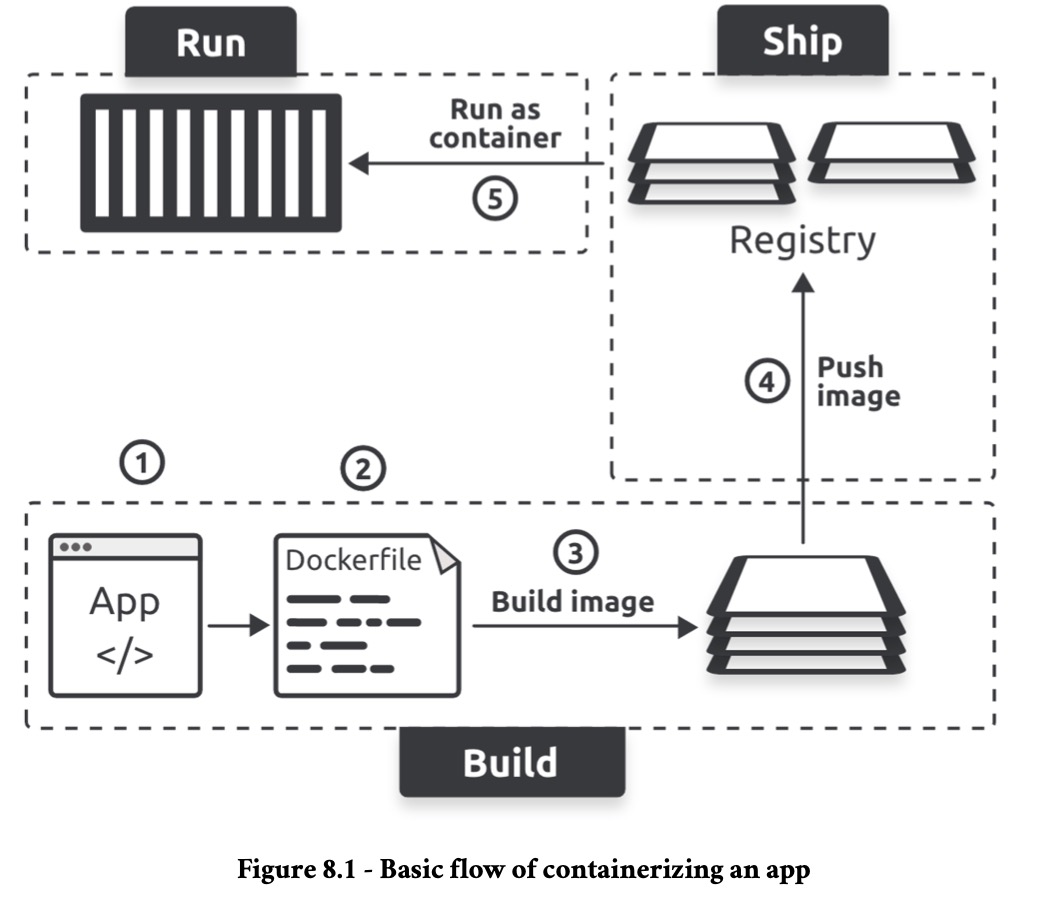 Run
Ship
Run as
container
5
Registry
4
Push
image
1
2
App
</>
Dockerfile
3
Build image
Build
Figure 8.1 - Basic flow of containerizing an app